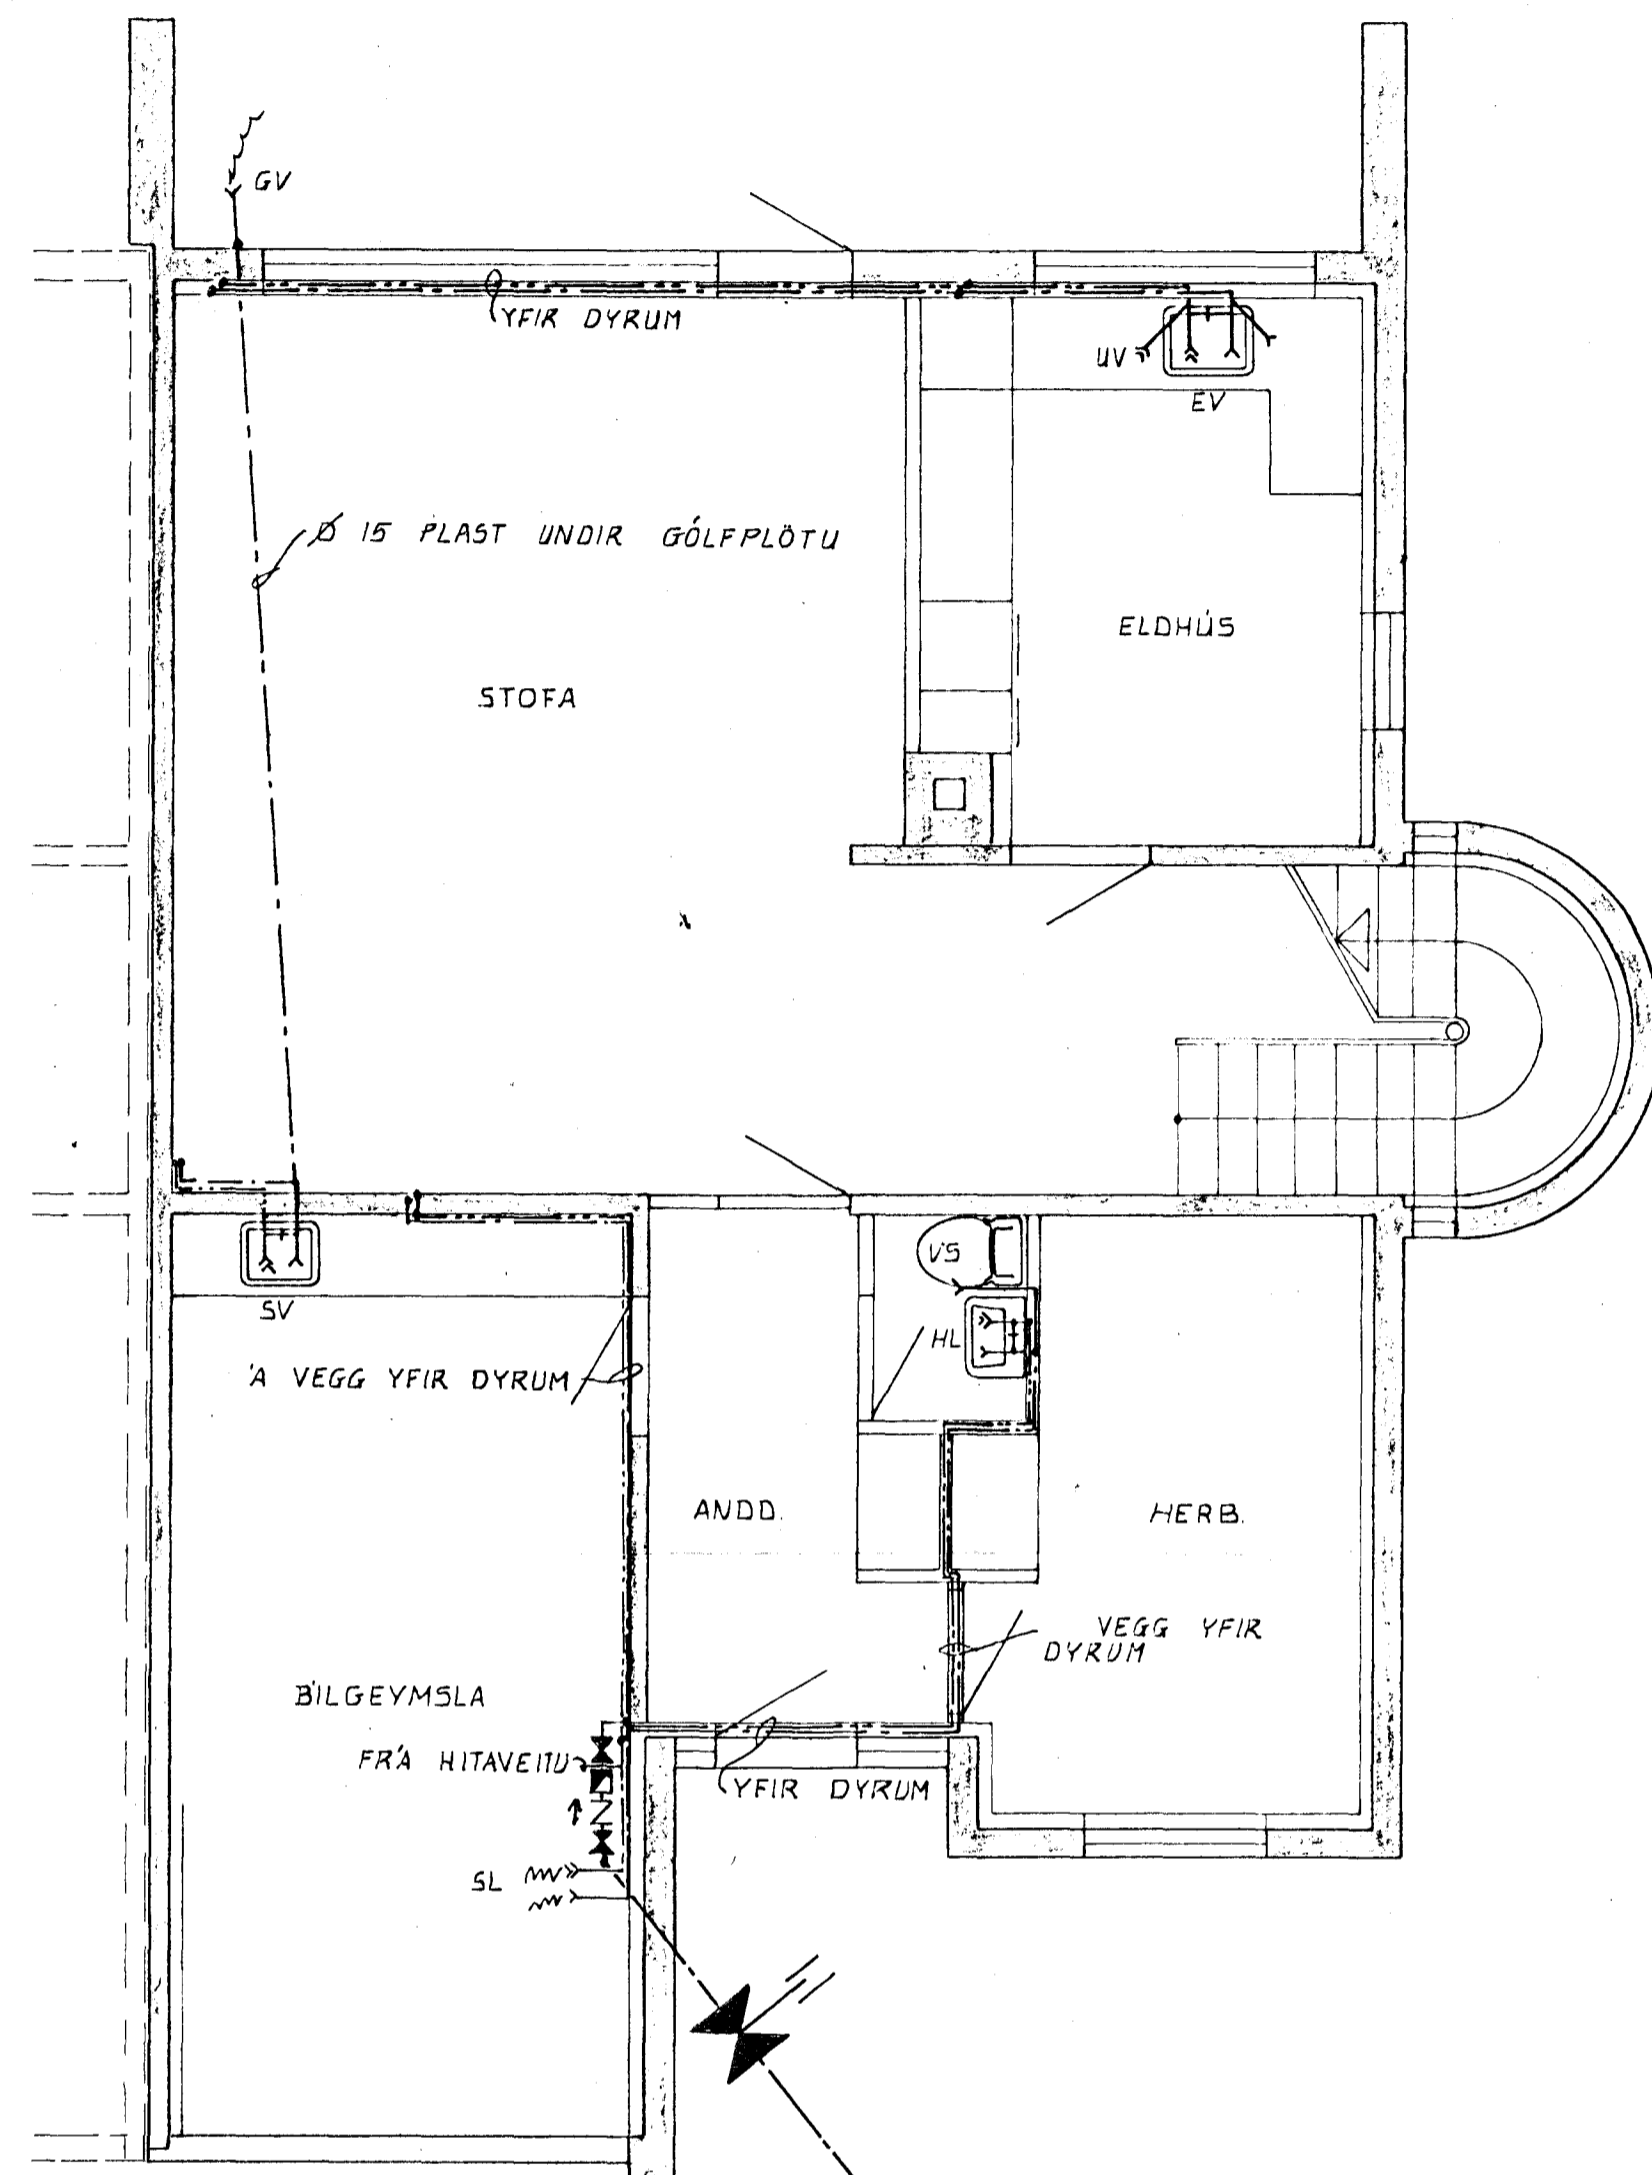 GV
YFIR DYRUM
UV
EV
Ø 15 PLAST UNDIR GÓLFPLÖTU
ELDHÚS
STOFA
VS
SV
HL
Á VEGG YFIR DYRUM
ANDD.
HERB.
VEGG YFIR
DYRUM
BÍLGEYMSLA
FRÁ HITAVEITU
YFIR DYRUM
SL